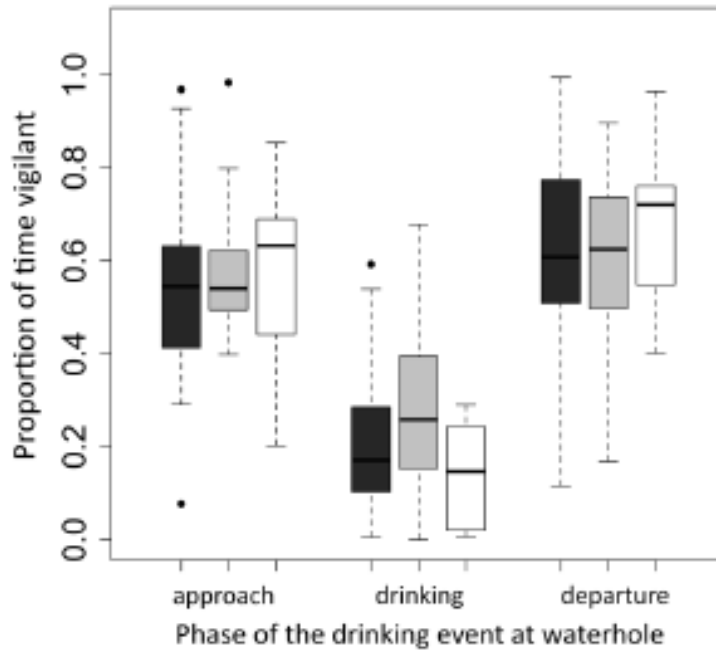 Proportion of time vigilant
1.0
0.8
0.6
0.4
0.2
0.0
approach drinking departure
Phase of the drinking event at waterhole